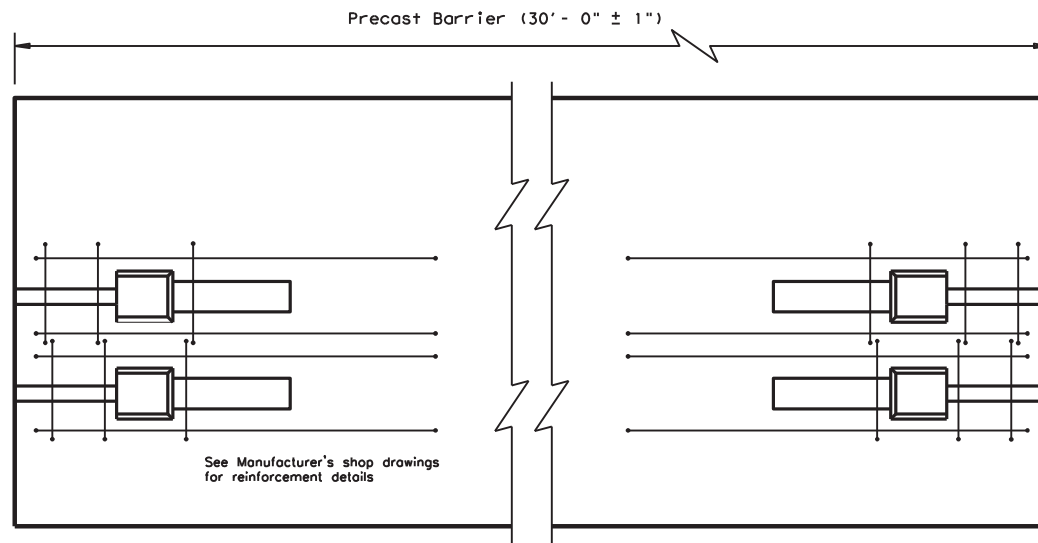 Precast Barrier (30'- 0" ± 1")
See Manufacturer's shop drawings
for reinforcement details